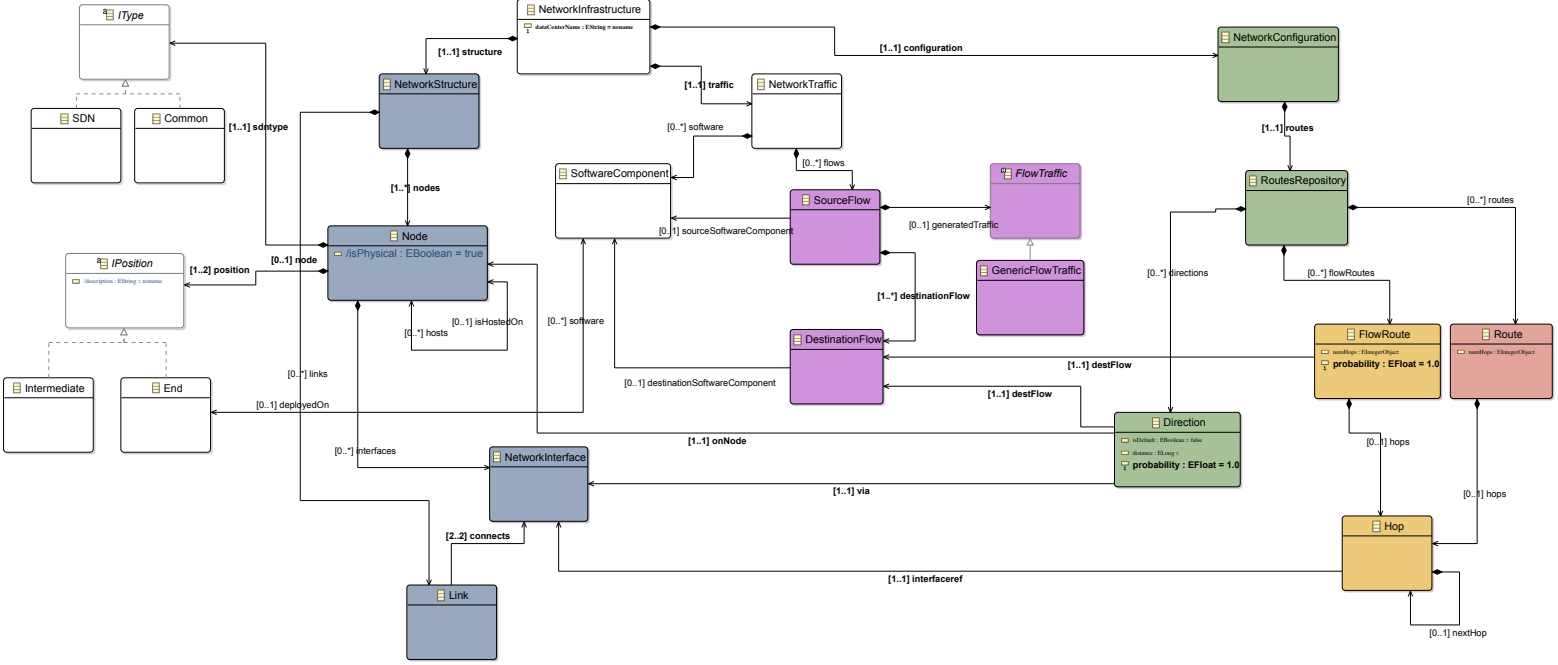 IType
SDN
Common
[1..1] sdntype
NetworkInfrastructure
dataCenterName : EString = noname
[1..1] structure
[1..1] configuration
[1..1] traffic
NetworkStructure
NetworkTraffic
NetworkConfiguration
[1..1] routes
[0..*] software
[0..*] flows
[1..*] nodes
SoftwareComponent
SourceFlow
FlowTraffic
RoutesRepository
[0..*] routes
[0..1] sourceSoftwareComponent
[0..1] generatedTraffic
Node
/isPhysical : EBoolean = true
[0..1] node
IPosition
/description : EString = noname
[1..2] position
GenericFlowTraffic
[0..*] directions
[0..*] flowRoutes
[1..*] destinationFlow
[0..1] isHostedOn
[0..*] hosts
[0..*] software
DestinationFlow
FlowRoute
numHops : EIntegerObject
probability : EFloat = 1.0
Route
numHops : EIntegerObject
[1..1] destFlow
[0..*] links
[0..1] destinationSoftwareComponent
Intermediate
End
[1..1] destFlow
[0..1] deployedOn
Direction
isDefault : EBoolean = false
distance : ELong =
probability : EFloat = 1.0
[1..1] onNode
[0..1] hops
[0..*] interfaces
NetworkInterface
[1..1] via
[0..1] hops
Hop
[2..2] connects
[1..1] interfaceref
Link
[0..1] nextHop